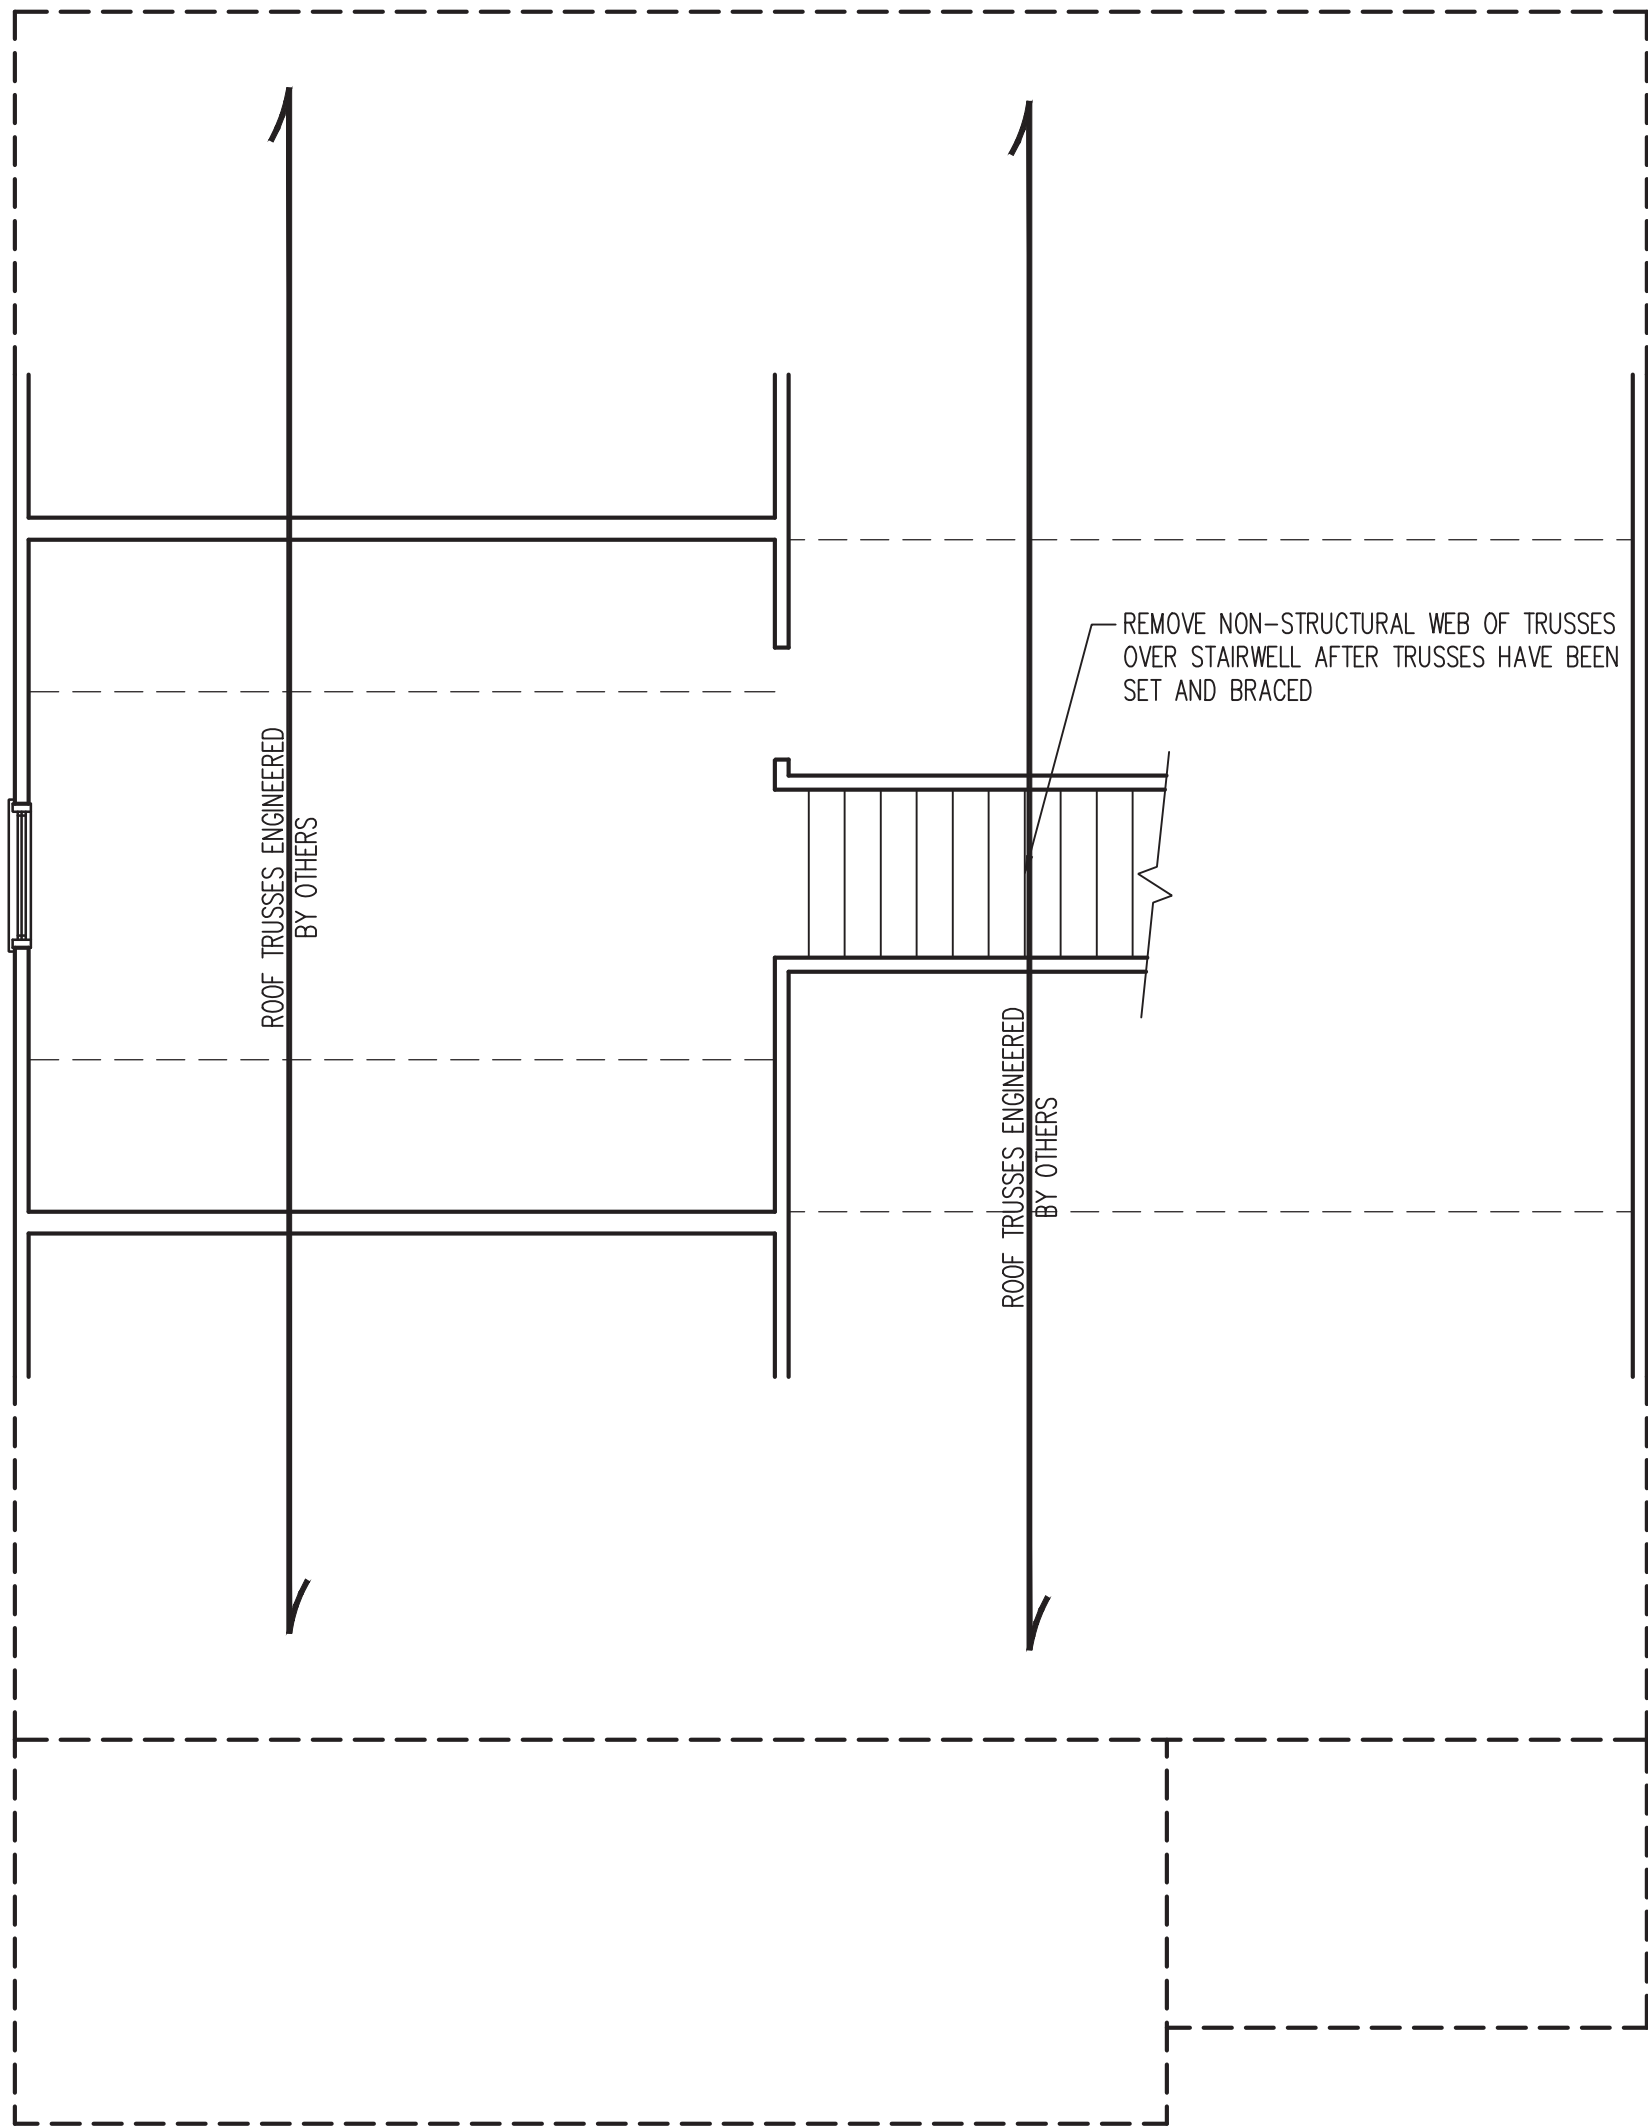 REMOVE NON-STRUCTURAL WEB OF TRUSSES
OVER STAIRWELL AFTER TRUSSES HAVE BEEN
SET AND BRACED
ROOF TRUSSES ENGINEERED
BY OTHERS
ROOF TRUSSES ENGINEERED
BY OTHERS